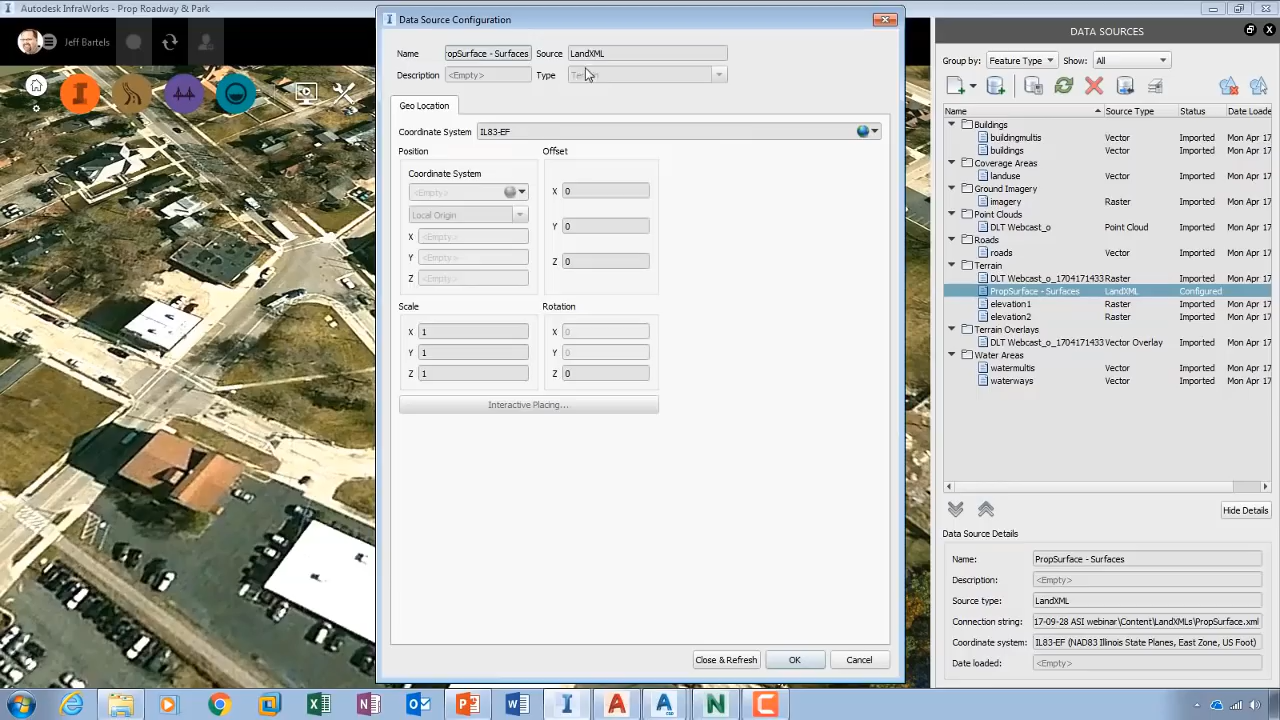 Autodesk InfraWorks - Prop Roadway & Park
Jeff Bartels
Data Source Configuration
Name
opSurface - Surfaces
Source
LandXML
Description
<Empty>
Type
Geo Location
Coordinate System
IL83-EF
Position
Offset
Coordinate System
<Empty>
Local Origin
X
<Empty>
Y
<Empty>
Z
<Empty>
X
0
Y
0
Z
0
Scale
Rotation
X
1
Y
1
Z
1
X
0
Y
0
Z
0
Interactive Placing...
Close & Refresh
OK
Cancel
DATA SOURCES
Group by:
Feature Type
Show:
All
Name
Source Type
Status
Date Loade
Buildings
buildingmultis Vector Imported Mon Apr 17
buildings Vector Imported Mon Apr 17
Coverage Areas
landuse Vector Imported Mon Apr 17
Ground Imagery
imagery Raster Imported Mon Apr 17
Point Clouds
DLT Webcast_o Point Cloud Imported Mon Apr 17
Roads
roads Vector Imported Mon Apr 17
Terrain
DLT Webcast_o_1704171433 Raster Imported Mon Apr 17
PropSurface - Surfaces LandXML Configured
elevation1 Raster Imported Mon Apr 17
elevation2 Raster Imported Mon Apr 17
Terrain Overlays
DLT Webcast_o_1704171433 Vector Overlay Imported Mon Apr 17
Water Areas
watermultis Vector Imported Mon Apr 17
waterways Vector Imported Mon Apr 17
Hide Details
Data Source Details
Name:
PropSurface - Surfaces
Description:
<Empty>
Source type:
LandXML
Connection string:
17-09-28 ASI webinar\Content\LandXMLs\PropSurface.xml
Coordinate system:
IL83-EF (NAD83 Illinois State Planes, East Zone, US Foot)
Date loaded:
<Empty>